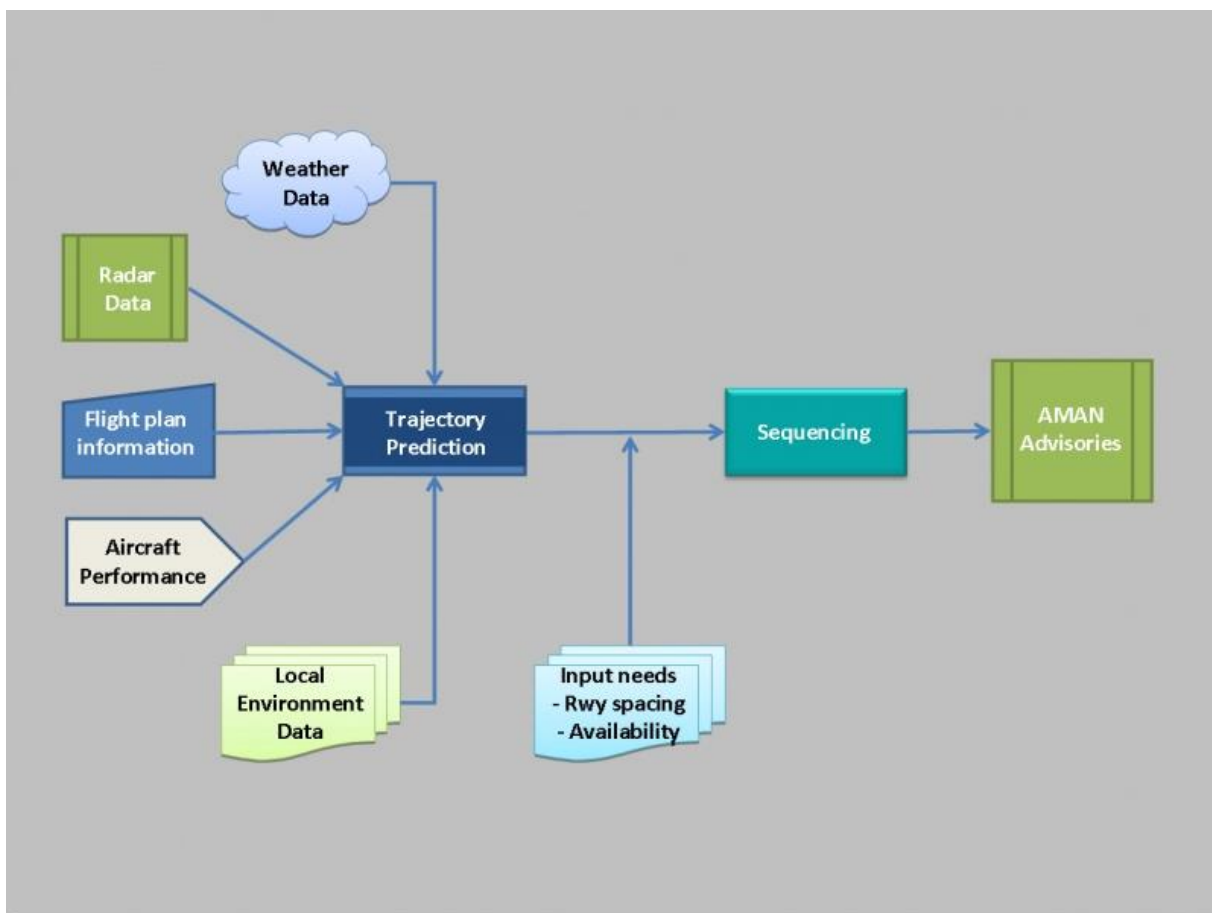 Weather
Data
Radar
Data
Flight plan
information
Trajectory
Prediction
Sequencing
AMAN
Advisories
Aircraft
Performance
Local
Environment
Data
Input needs
- Rwy spacing
- Availability